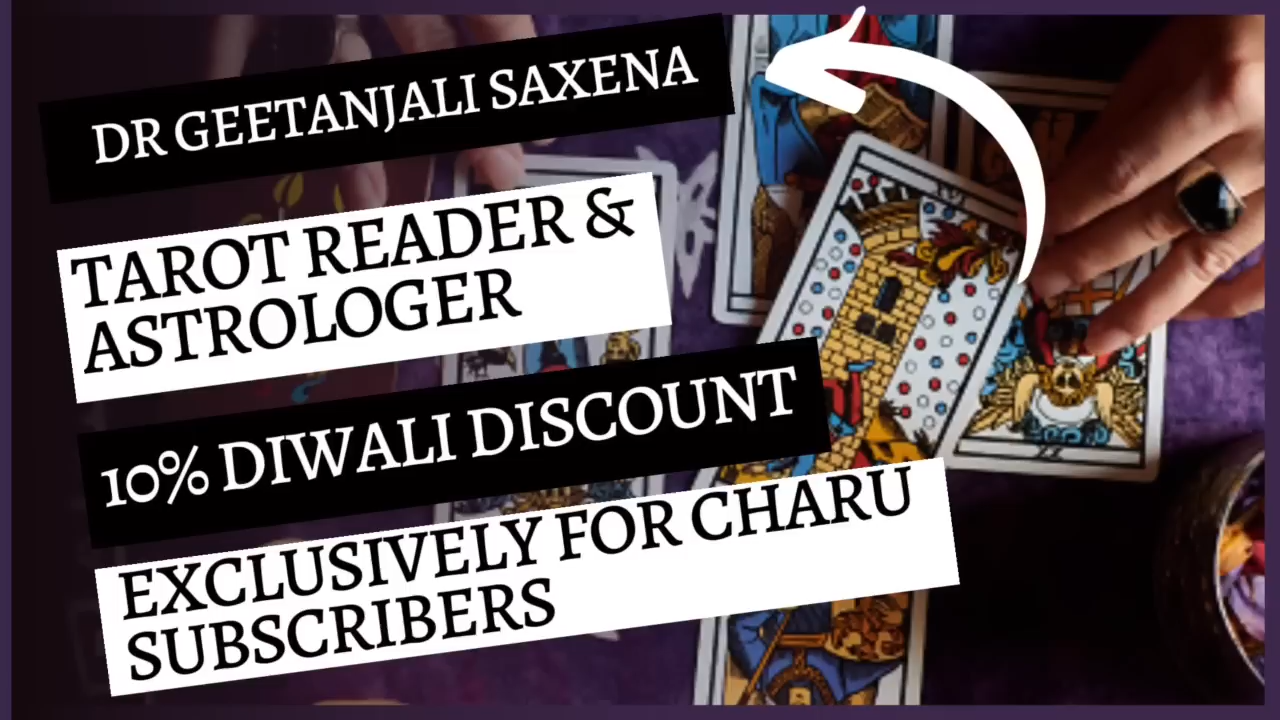 DR GEETANJALI SAXENA
TAROT READER &
ASTROLOGER
10% DIWALI DISCOUNT
EXCLUSIVELY FOR CHARU
SUBSCRIBERS